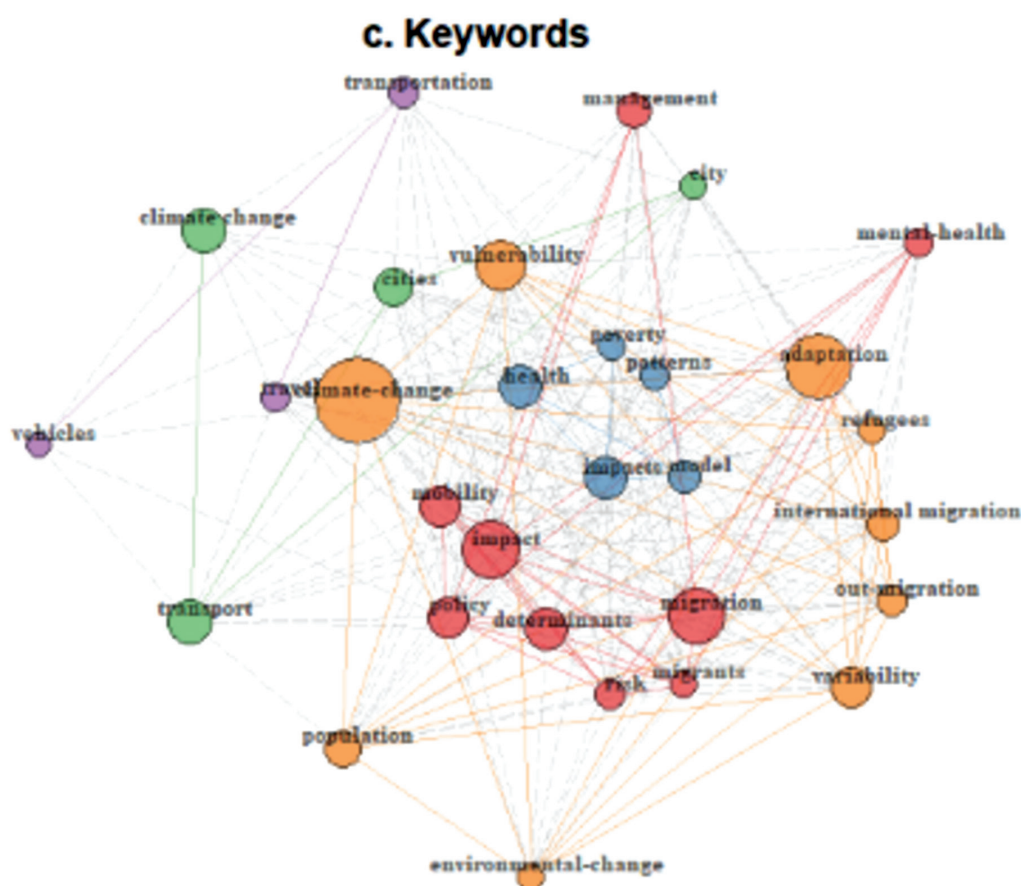 c. Keywords
transportation
management
city
climate change
mental-health
vulnerability
cities
poverty
adaptation
patterns
health
climate-change
refugees
vehicles
impacts
model
mobility
international migration
impact
out-migration
policy
migration
transport
determinants
migrants
variability
risk
population
environmental-change